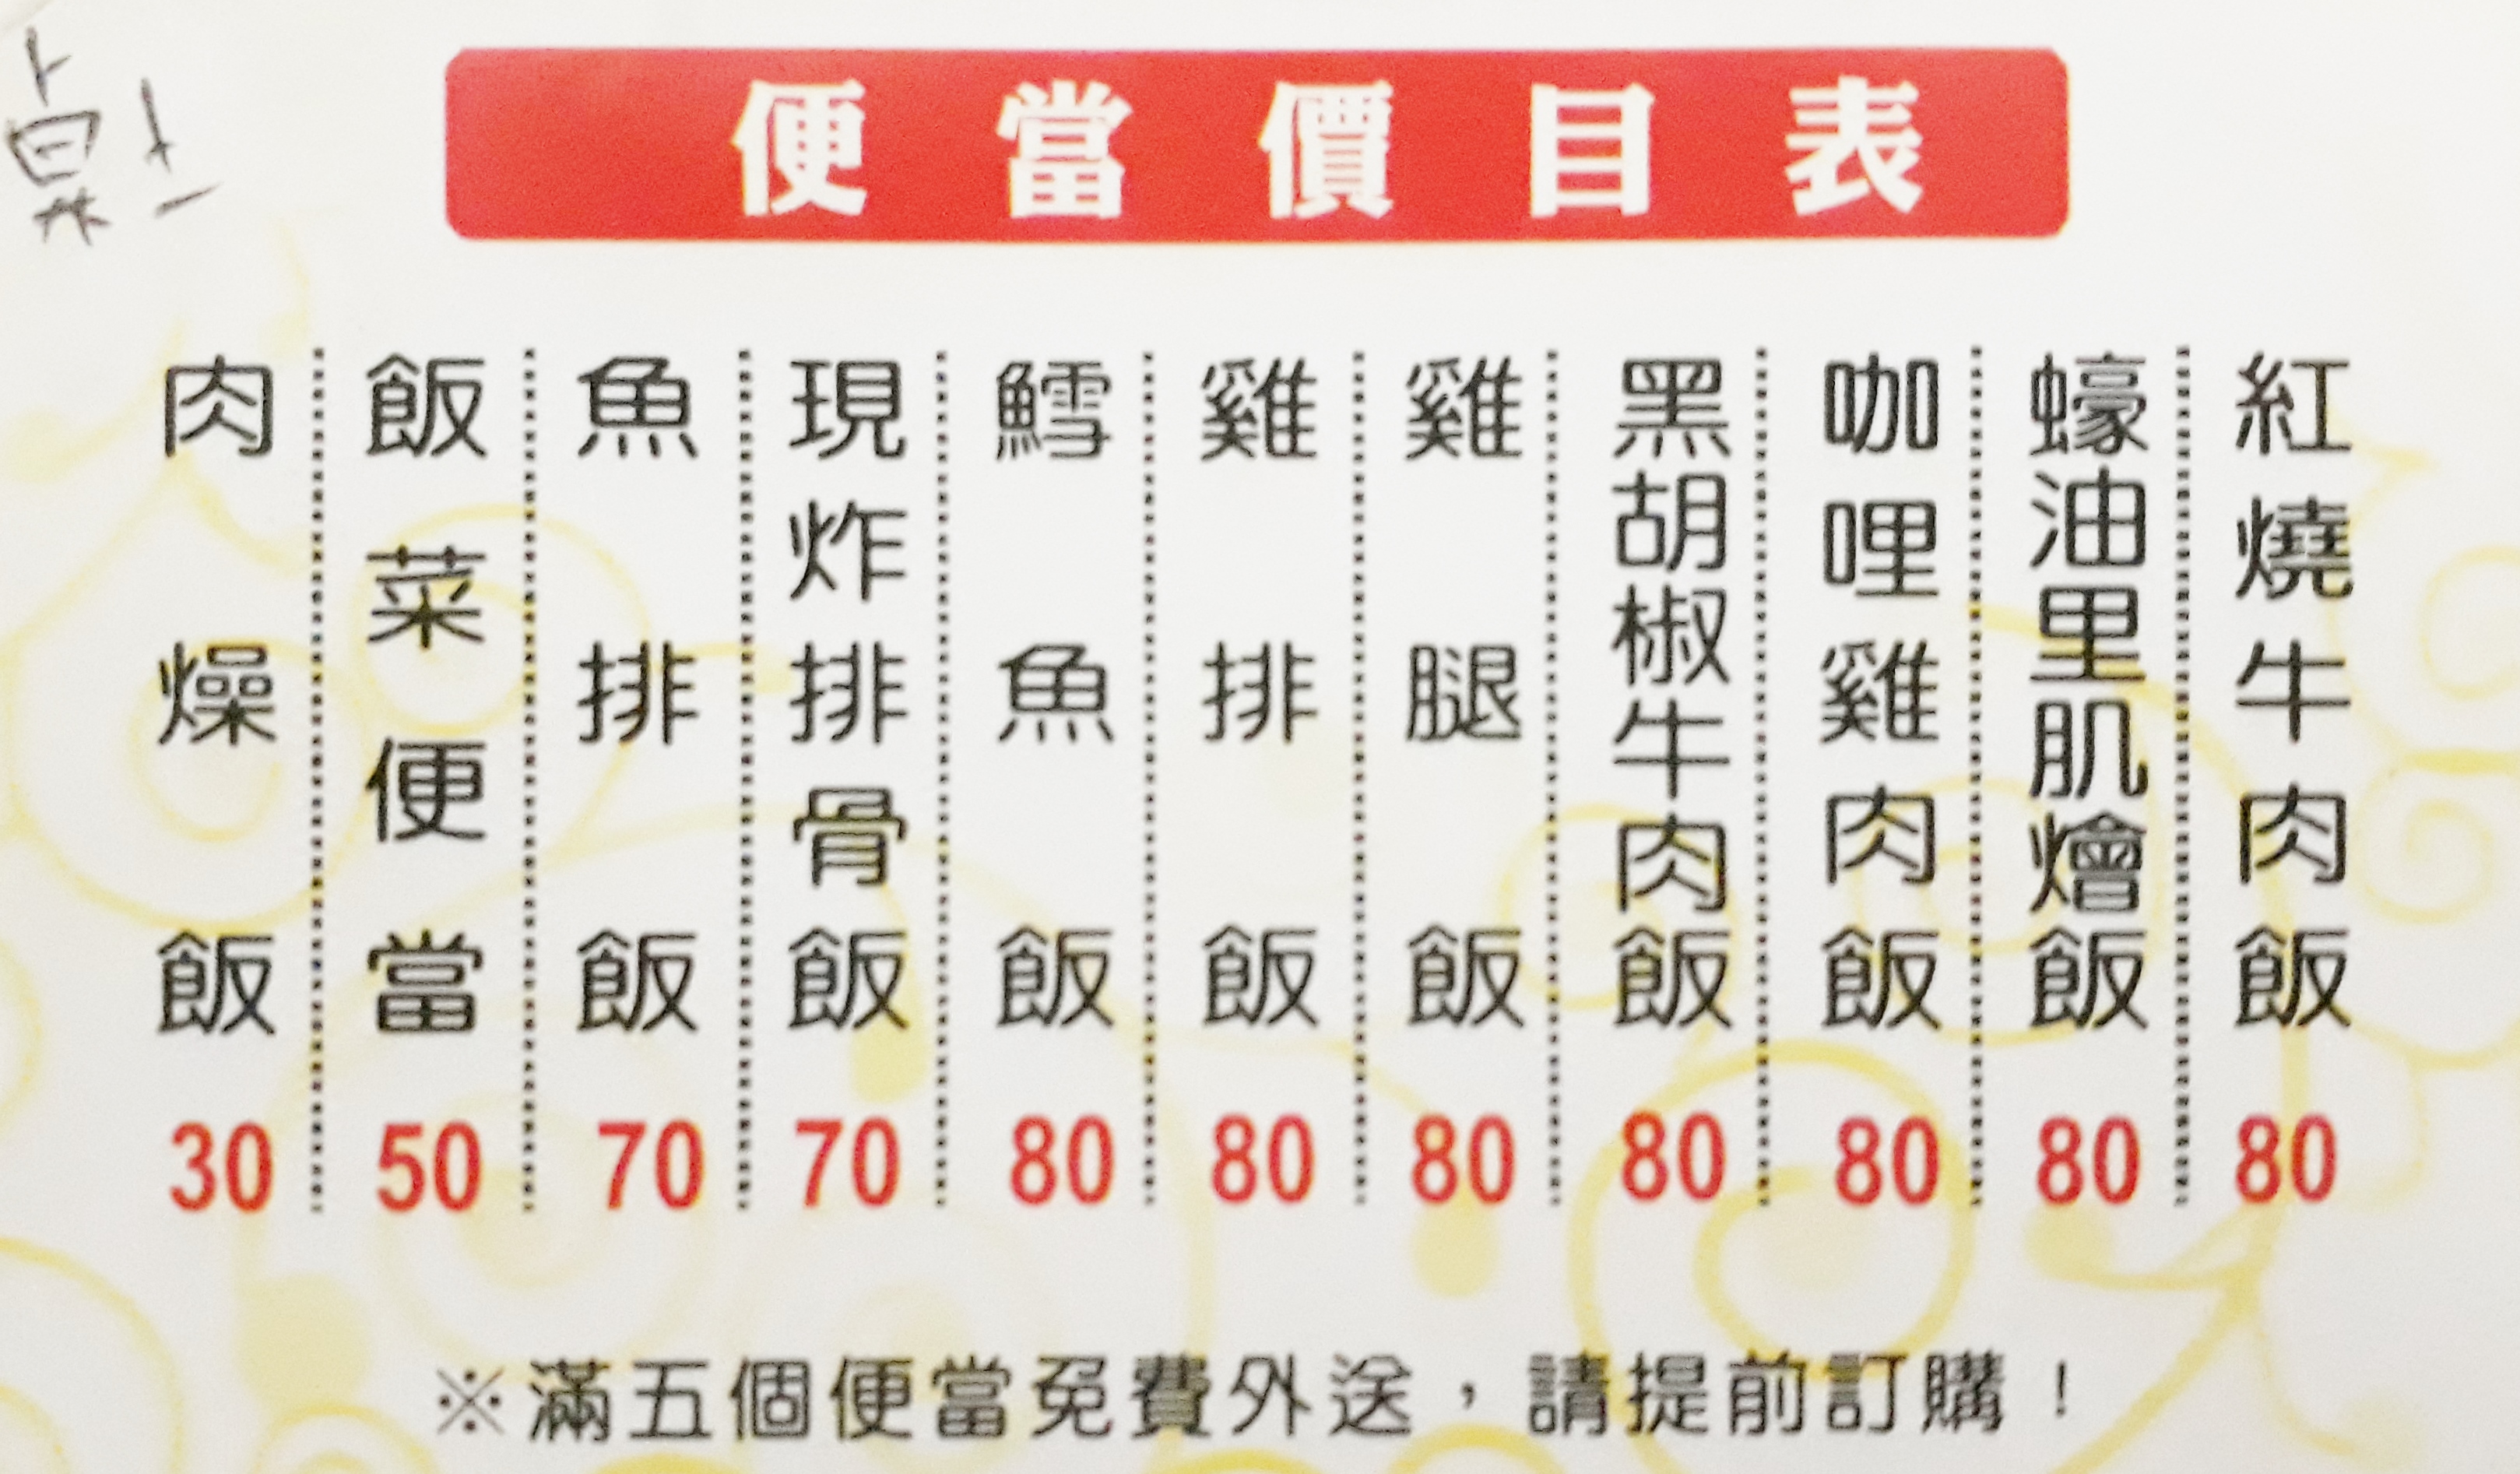 便當價目表
紅燒牛肉飯 80
蠔油里肌燴飯 80
咖哩雞肉飯 80
黑胡椒牛肉飯 80
雞腿飯 80
雞排飯 80
鱈魚飯 80
現炸排骨飯 70
魚排飯 70
飯菜便當 50
肉燥飯 30
※滿五個便當免費外送，請提前訂購！